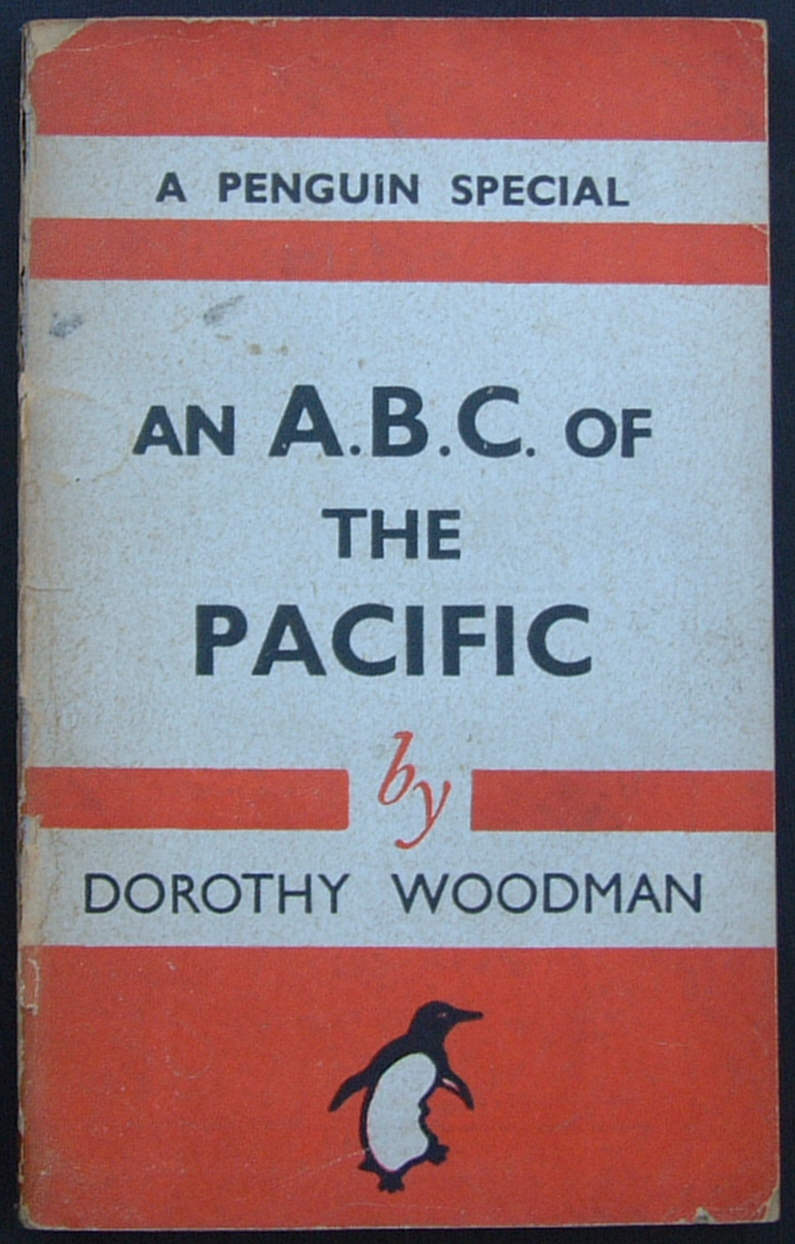 A PENGUIN SPECIAL
AN A.B.C. OF
THE
PACIFIC
by
DOROTHY WOODMAN